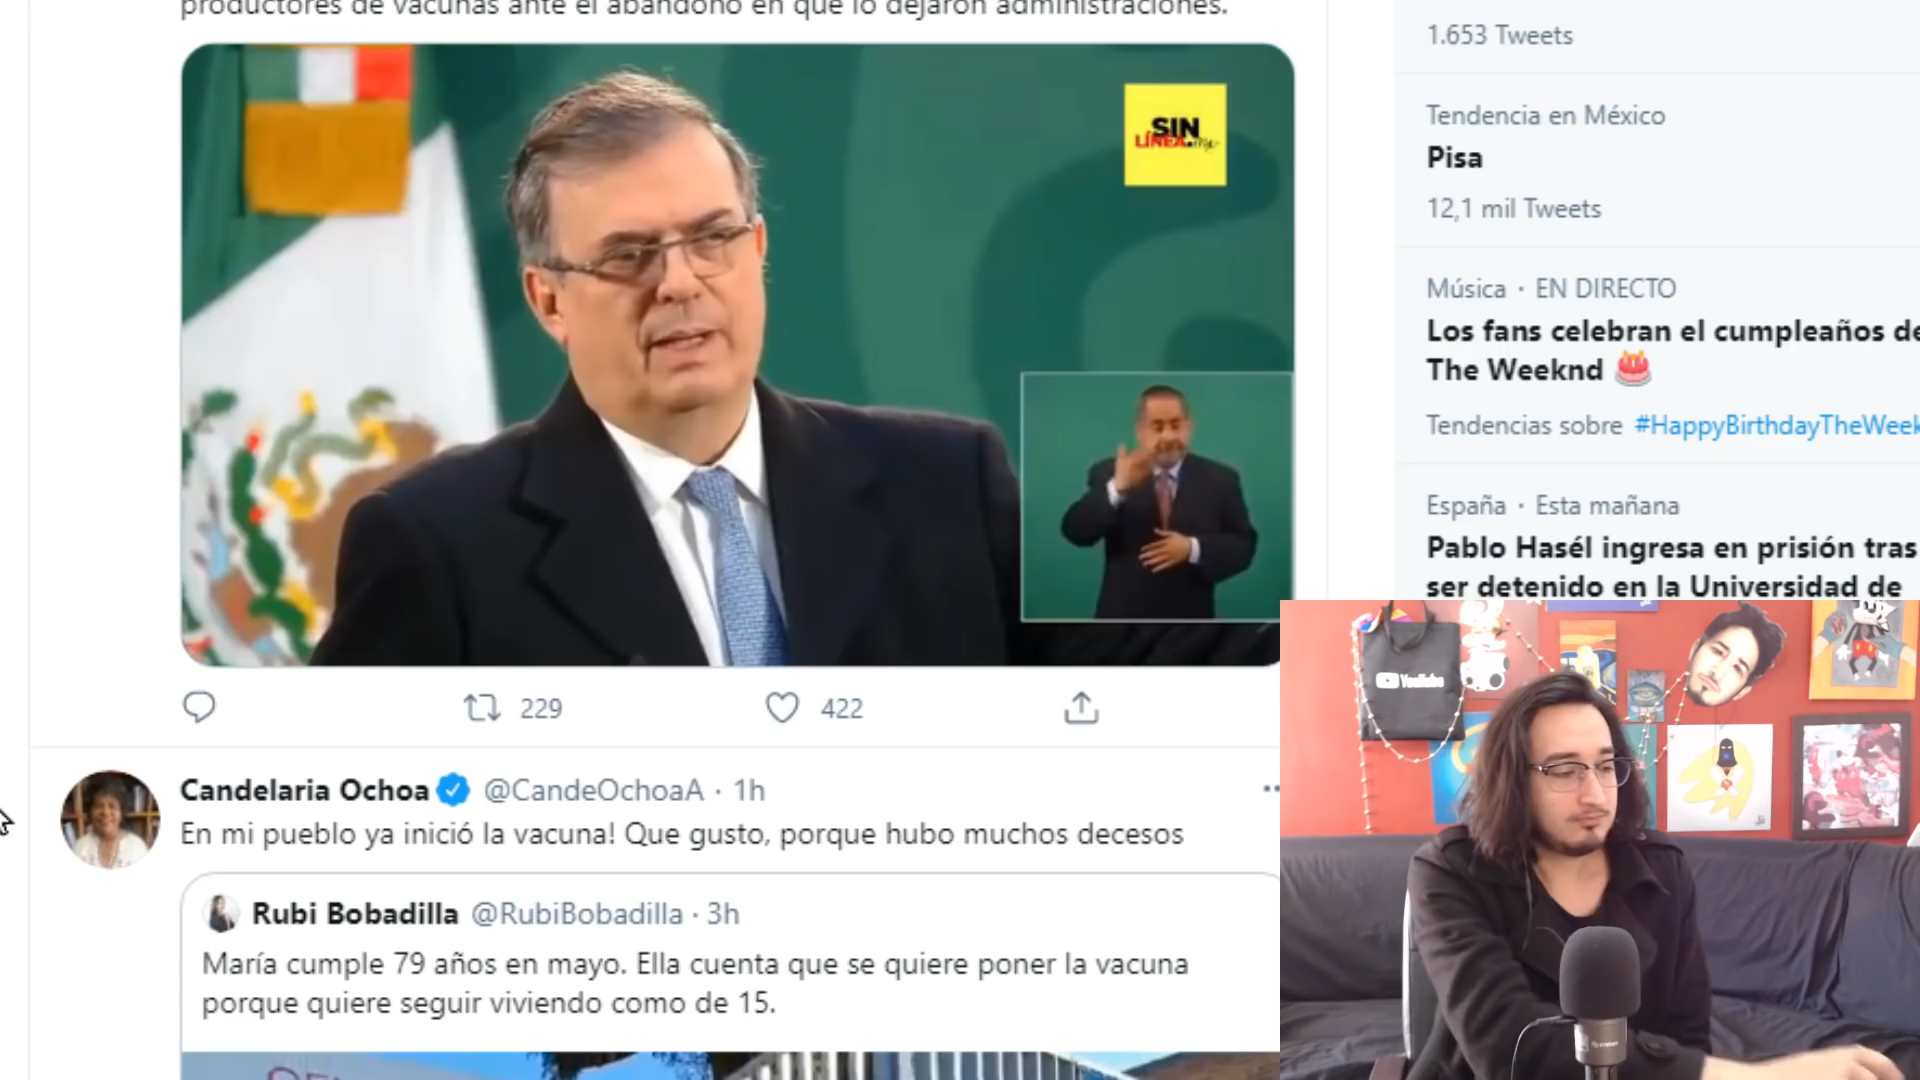 productores de vacunas ante el abandono en que lo dejaron administraciones.
SIN
LÍNEA.Mx
229
422
Candelaria Ochoa @CandeOchoaA · 1h
En mi pueblo ya inició la vacuna! Que gusto, porque hubo muchos decesos
Rubi Bobadilla @RubiBobadilla · 3h
María cumple 79 años en mayo. Ella cuenta que se quiere poner la vacuna
porque quiere seguir viviendo como de 15.
1.653 Tweets
Tendencia en México
Pisa
12,1 mil Tweets
Música · EN DIRECTO
Los fans celebran el cumpleaños de
The Weeknd 🎂
Tendencias sobre #HappyBirthdayTheWeek
España · Esta mañana
Pablo Hasél ingresa en prisión tras
ser detenido en la Universidad de
YouTube